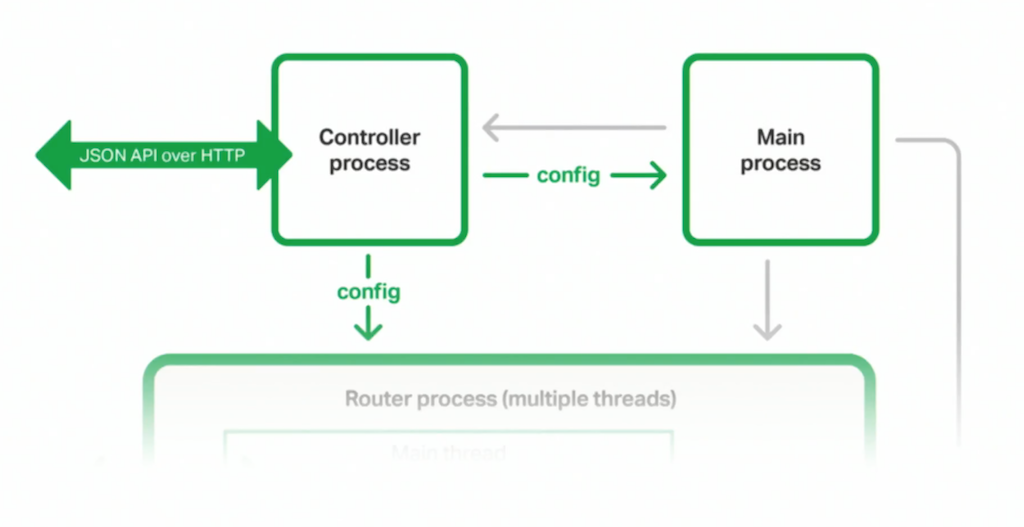 Controller
process
Main
process
JSON API over HTTP
config
config
Router process (multiple threads)
Main thread